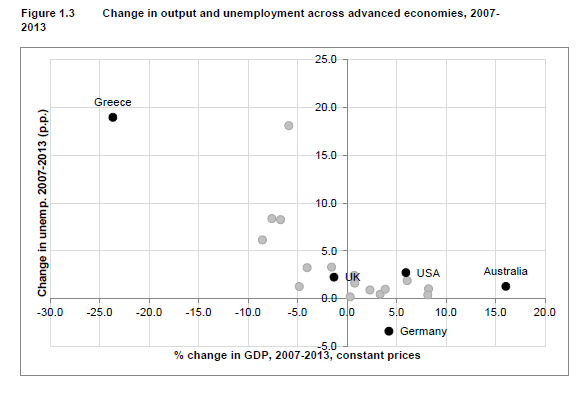 Figure 1.3 Change in output and unemployment across advanced economies, 2007-
2013
25.0
Greece
20.0
15.0
10.0
5.0
UK
USA
Australia
0.0
-30.0 -25.0 -20.0 -15.0 -10.0 -5.0 0.0 5.0 10.0 15.0 20.0
Germany
-5.0
Change in unemp. 2007-2013 (p.p.)
% change in GDP, 2007-2013, constant prices